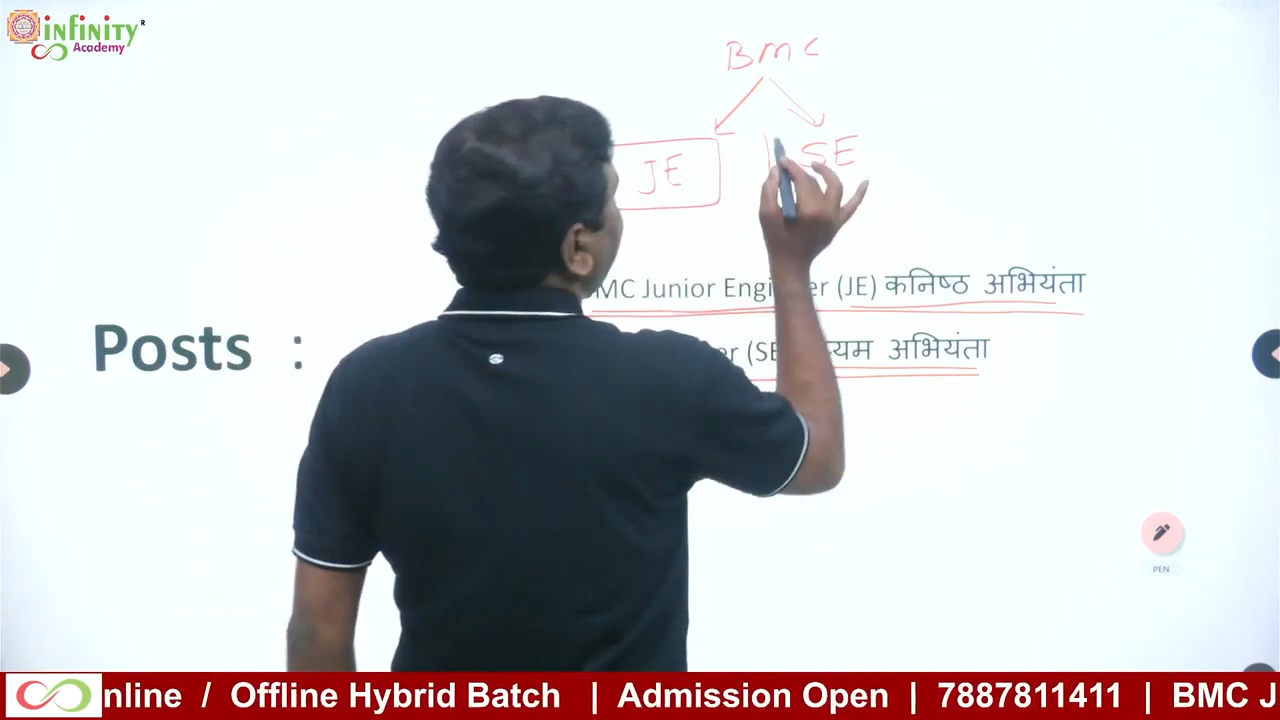 infinity
Academy
BMC
JE
SE
MC Junior Engi er (JE) कनिष्ठ अभियंता
Posts :
er (SE यम अभियंता
PEN
nline / Offline Hybrid Batch | Admission Open | 7887811411 | BMC J